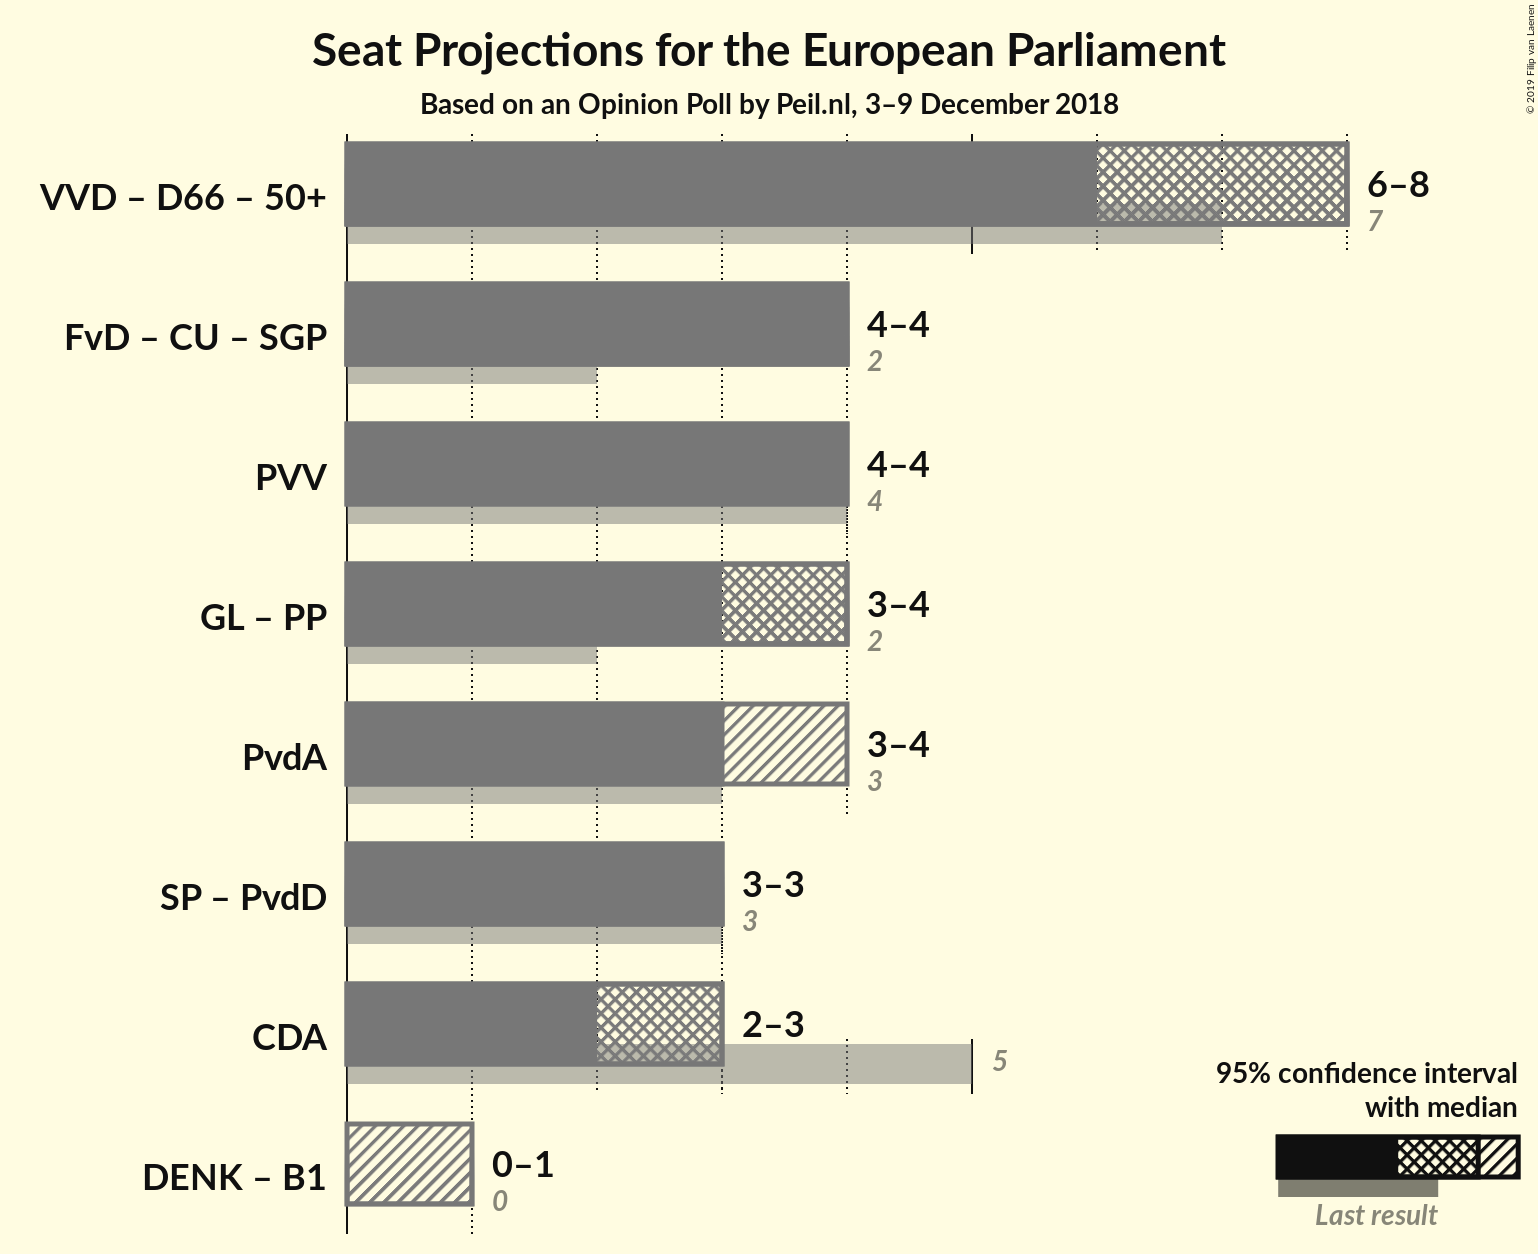 Seat Projections for the European Parliament
Based on an Opinion Poll by Peil.nl, 3–9 December 2018
© 2019 Filip van Laenen
VVD – D66 – 50+
6–8
7
FvD – CU – SGP
4–4
2
PVV
4–4
4
GL – PP
3–4
2
PvdA
3–4
3
SP – PvdD
3–3
3
CDA
2–3
5
DENK – B1
0–1
0
95% confidence interval
with median
Last result